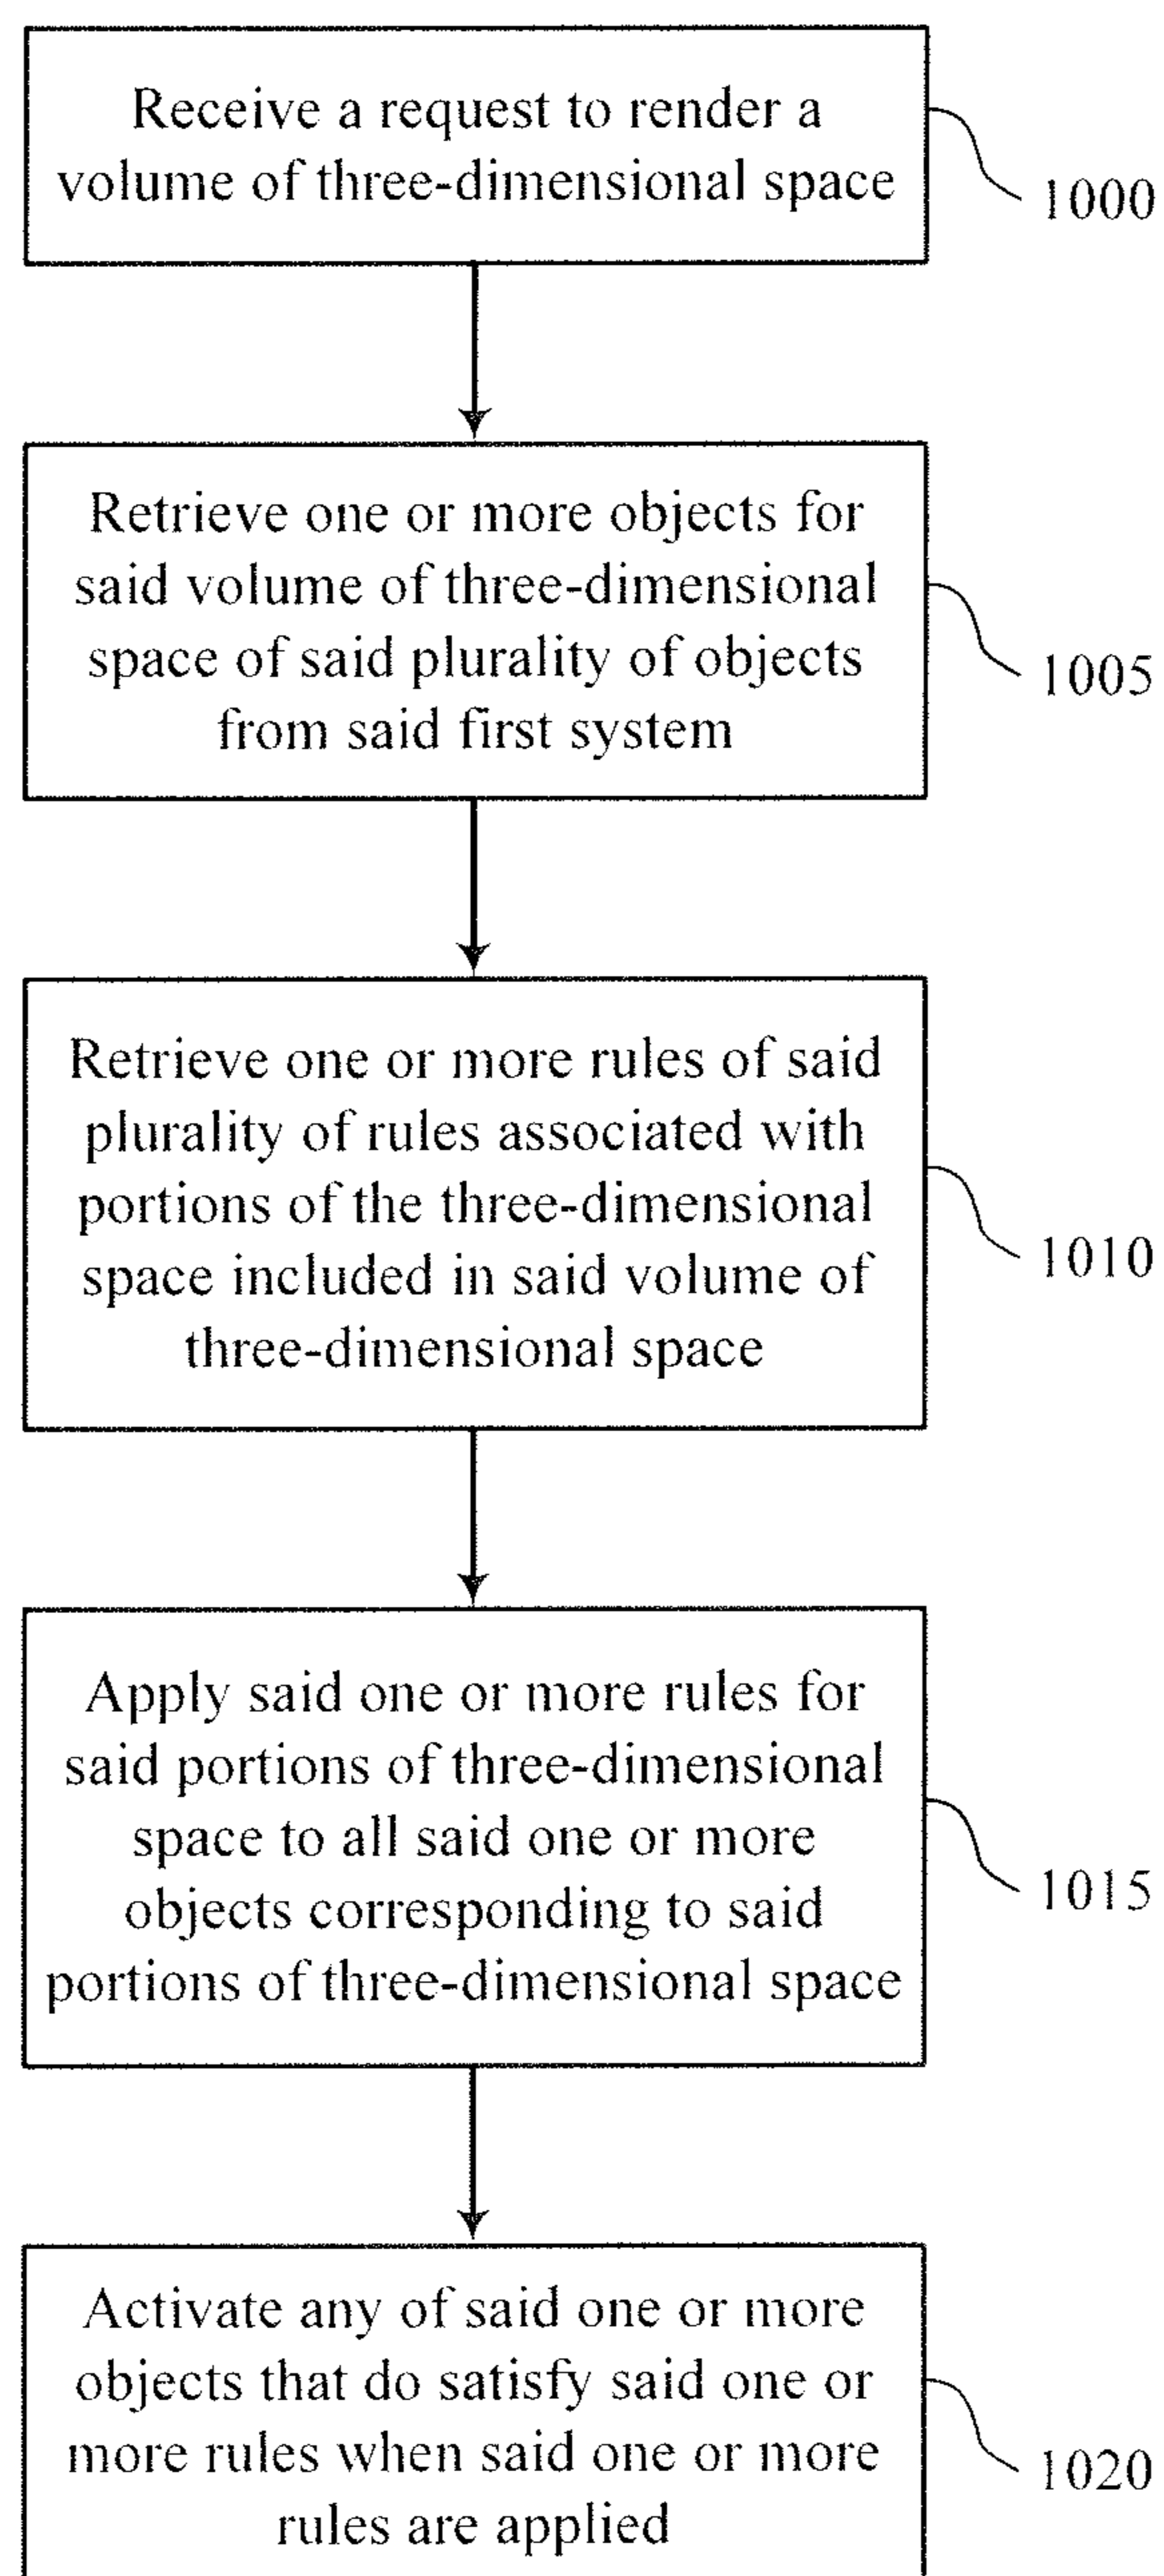 Receive a request to render a
volume of three-dimensional space
1000
Retrieve one or more objects for
said volume of three-dimensional
space of said plurality of objects
from said first system
1005
Retrieve one or more rules of said
plurality of rules associated with
portions of the three-dimensional
space included in said volume of
three-dimensional space
1010
Apply said one or more rules for
said portions of three-dimensional
space to all said one or more
objects corresponding to said
portions of three-dimensional space
1015
Activate any of said one or more
objects that do satisfy said one or
more rules when said one or more
rules are applied
1020